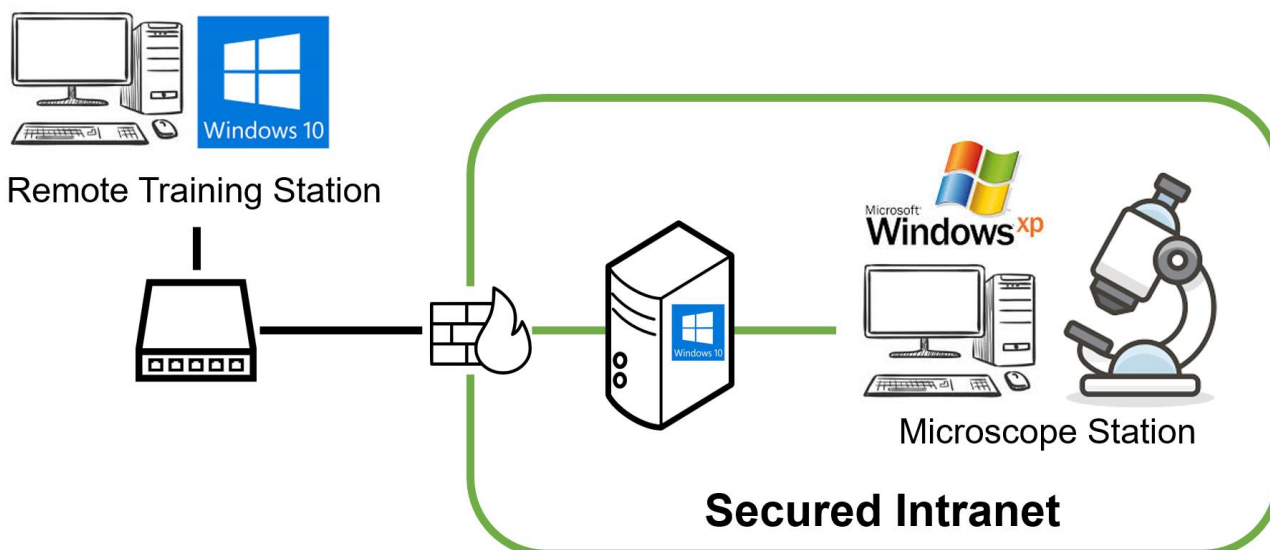 Windows 10
Remote Training Station
Microsoft
Windows xp
Windows 10
Microscope Station
Secured Intranet